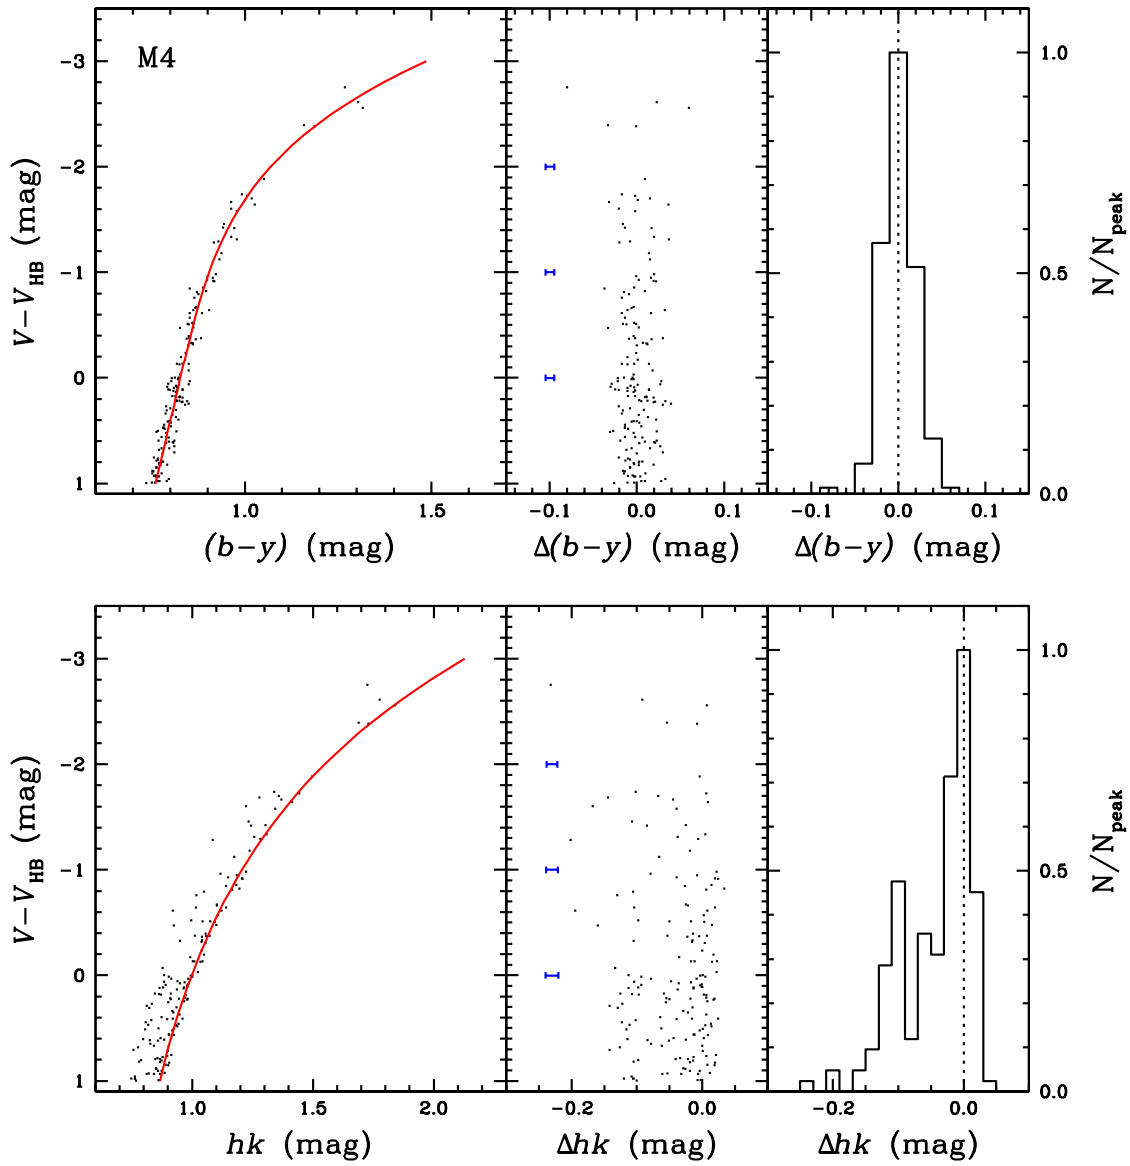 M4
-3
-2
-1
0
1
V−V_HB (mag)
1.0 1.5
(b−y) (mag)
-0.1 0.0 0.1
Δ(b−y) (mag)
-0.1 0.0 0.1
Δ(b−y) (mag)
1.0
0.5
0.0
N/N_peak
-3
-2
-1
0
1
V−V_HB (mag)
1.0 1.5 2.0
hk (mag)
-0.2 0.0
Δhk (mag)
-0.2 0.0
Δhk (mag)
1.0
0.5
0.0
N/N_peak